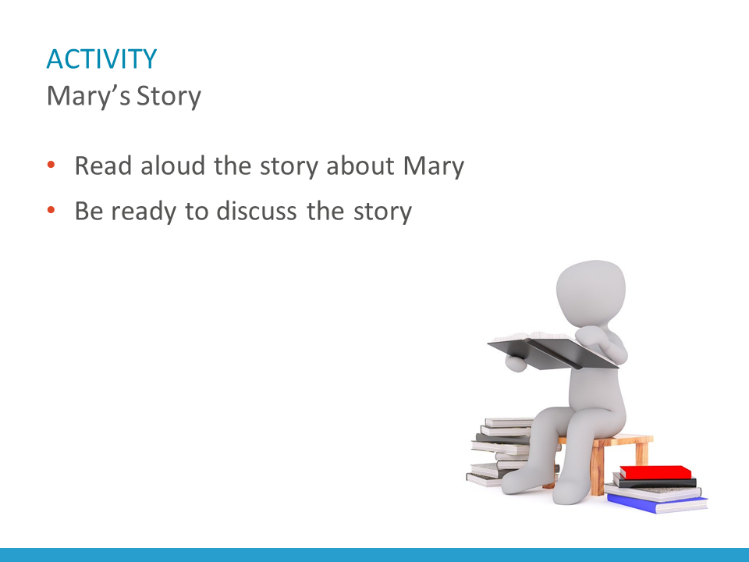 ACTIVITY
Mary’s Story
• Read aloud the story about Mary
• Be ready to discuss the story